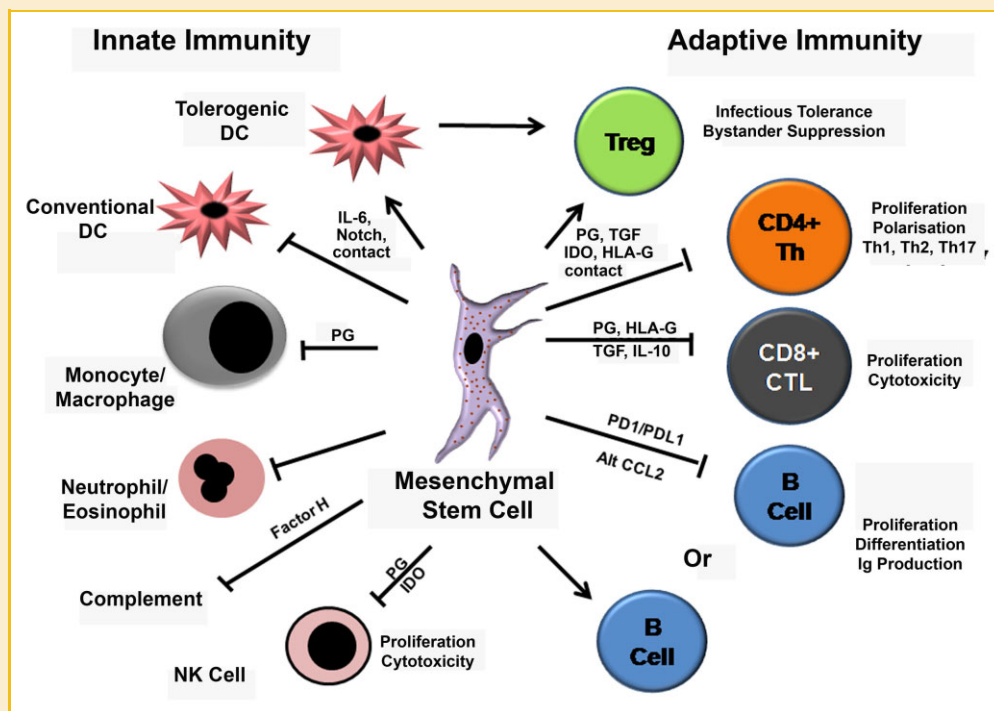 Innate Immunity
Adaptive Immunity
Tolerogenic
DC
Treg
Infectious Tolerance
Bystander Suppression
Conventional
DC
IL-6,
Notch,
contact
PG, TGF
IDO, HLA-G
contact
CD4+
Th
Proliferation
Polarisation
Th1, Th2, Th17
PG
Monocyte/
Macrophage
PG, HLA-G
TGF, IL-10
CD8+
CTL
Proliferation
Cytotoxicity
Neutrophil/
Eosinophil
Mesenchymal
Stem Cell
PD1/PDL1
Alt CCL2
B
Cell
Proliferation
Differentiation
Ig Production
Factor H
Complement
PG
IDO
NK Cell
Proliferation
Cytotoxicity
Or
B
Cell